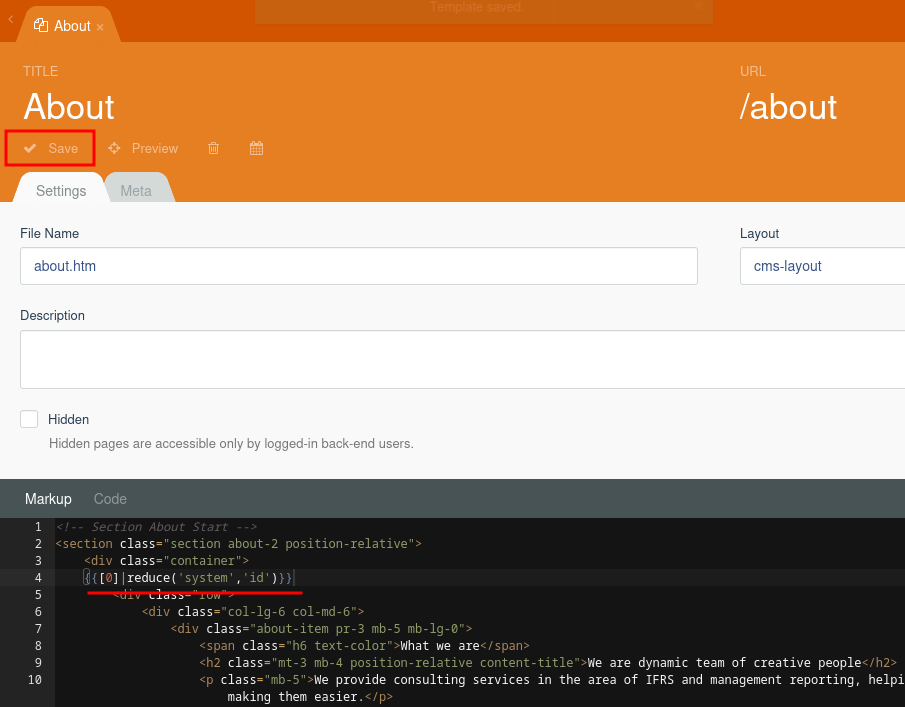 Template saved.
About
TITLE
URL
About
/about
Save
Preview
Settings
Meta
File Name
Layout
about.htm
cms-layout
Description
Hidden
Hidden pages are accessible only by logged-in back-end users.
Markup
Code
1 <!-- Section About Start -->
2 <section class="section about-2 position-relative">
3 <div class="container">
4 {{[0]|reduce('system','id')}}
5 <div class="row">
6 <div class="col-lg-6 col-md-6">
7 <div class="about-item pr-3 mb-5 mb-lg-0">
8 <span class="h6 text-color">What we are</span>
9 <h2 class="mt-3 mb-4 position-relative content-title">We are dynamic team of creative people</h2>
10 <p class="mb-5">We provide consulting services in the area of IFRS and management reporting, helpi
making them easier.</p>